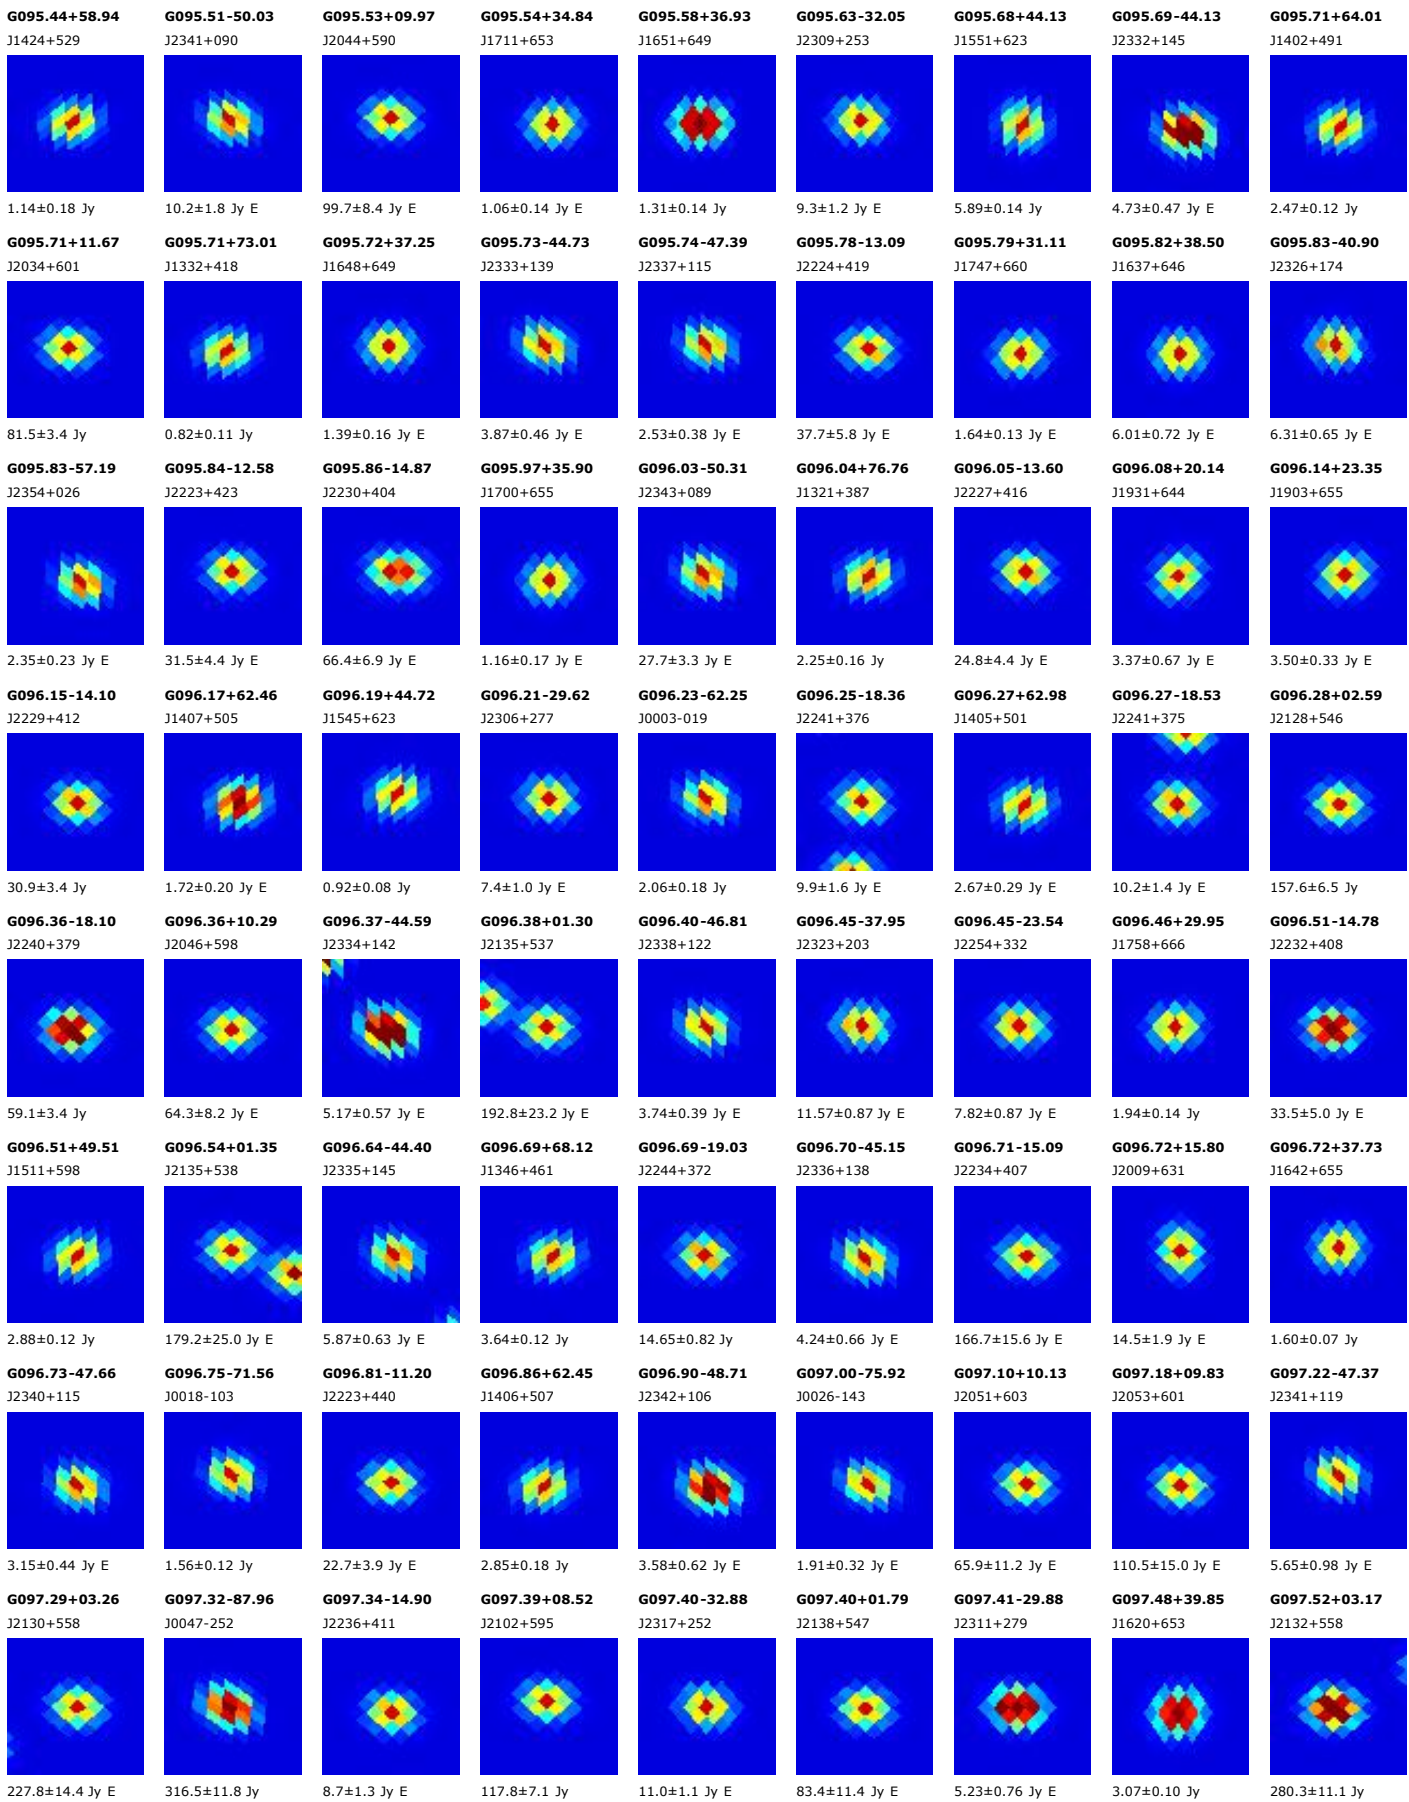 G095.44+58.94 G095.51-50.03 G095.53+09.97 G095.54+34.84 G095.58+36.93 G095.63-32.05 G095.68+44.13 G095.69-44.13 G095.71+64.01
J1424+529 J2341+090 J2044+590 J1711+653 J1651+649 J2309+253 J1551+623 J2332+145 J1402+491
1.14±0.18 Jy 10.2±1.8 Jy E 99.7±8.4 Jy E 1.06±0.14 Jy E 1.31±0.14 Jy 9.3±1.2 Jy E 5.89±0.14 Jy 4.73±0.47 Jy E 2.47±0.12 Jy
G095.71+11.67 G095.71+73.01 G095.72+37.25 G095.73-44.73 G095.74-47.39 G095.78-13.09 G095.79+31.11 G095.82+38.50 G095.83-40.90
J2034+601 J1332+418 J1648+649 J2333+139 J2337+115 J2224+419 J1747+660 J1637+646 J2326+174
81.5±3.4 Jy 0.82±0.11 Jy 1.39±0.16 Jy E 3.87±0.46 Jy E 2.53±0.38 Jy E 37.7±5.8 Jy E 1.64±0.13 Jy E 6.01±0.72 Jy E 6.31±0.65 Jy E
G095.83-57.19 G095.84-12.58 G095.86-14.87 G095.97+35.90 G096.03-50.31 G096.04+76.76 G096.05-13.60 G096.08+20.14 G096.14+23.35
J2354+026 J2223+423 J2230+404 J1700+655 J2343+089 J1321+387 J2227+416 J1931+644 J1903+655
2.35±0.23 Jy E 31.5±4.4 Jy E 66.4±6.9 Jy E 1.16±0.17 Jy E 27.7±3.3 Jy E 2.25±0.16 Jy 24.8±4.4 Jy E 3.37±0.67 Jy E 3.50±0.33 Jy E
G096.15-14.10 G096.17+62.46 G096.19+44.72 G096.21-29.62 G096.23-62.25 G096.25-18.36 G096.27+62.98 G096.27-18.53 G096.28+02.59
J2229+412 J1407+505 J1545+623 J2306+277 J0003-019 J2241+376 J1405+501 J2241+375 J2128+546
30.9±3.4 Jy 1.72±0.20 Jy E 0.92±0.08 Jy 7.4±1.0 Jy E 2.06±0.18 Jy 9.9±1.6 Jy E 2.67±0.29 Jy E 10.2±1.4 Jy E 157.6±6.5 Jy
G096.36-18.10 G096.36+10.29 G096.37-44.59 G096.38+01.30 G096.40-46.81 G096.45-37.95 G096.45-23.54 G096.46+29.95 G096.51-14.78
J2240+379 J2046+598 J2334+142 J2135+537 J2338+122 J2323+203 J2254+332 J1758+666 J2232+408
59.1±3.4 Jy 64.3±8.2 Jy E 5.17±0.57 Jy E 192.8±23.2 Jy E 3.74±0.39 Jy E 11.57±0.87 Jy E 7.82±0.87 Jy E 1.94±0.14 Jy 33.5±5.0 Jy E
G096.51+49.51 G096.54+01.35 G096.64-44.40 G096.69+68.12 G096.69-19.03 G096.70-45.15 G096.71-15.09 G096.72+15.80 G096.72+37.73
J1511+598 J2135+538 J2335+145 J1346+461 J2244+372 J2336+138 J2234+407 J2009+631 J1642+655
2.88±0.12 Jy 179.2±25.0 Jy E 5.87±0.63 Jy E 3.64±0.12 Jy 14.65±0.82 Jy 4.24±0.66 Jy E 166.7±15.6 Jy E 14.5±1.9 Jy E 1.60±0.07 Jy
G096.73-47.66 G096.75-71.56 G096.81-11.20 G096.86+62.45 G096.90-48.71 G097.00-75.92 G097.10+10.13 G097.18+09.83 G097.22-47.37
J2340+115 J0018-103 J2223+440 J1406+507 J2342+106 J0026-143 J2051+603 J2053+601 J2341+119
3.15±0.44 Jy E 1.56±0.12 Jy 22.7±3.9 Jy E 2.85±0.18 Jy 3.58±0.62 Jy E 1.91±0.32 Jy E 65.9±11.2 Jy E 110.5±15.0 Jy E 5.65±0.98 Jy E
G097.29+03.26 G097.32-87.96 G097.34-14.90 G097.39+08.52 G097.40-32.88 G097.40+01.79 G097.41-29.88 G097.48+39.85 G097.52+03.17
J2130+558 J0047-252 J2236+411 J2102+595 J2317+252 J2138+547 J2311+279 J1620+653 J2132+558
227.8±14.4 Jy E 316.5±11.8 Jy 8.7±1.3 Jy E 117.8±7.1 Jy 11.0±1.1 Jy E 83.4±11.4 Jy E 5.23±0.76 Jy E 3.07±0.10 Jy 280.3±11.1 Jy